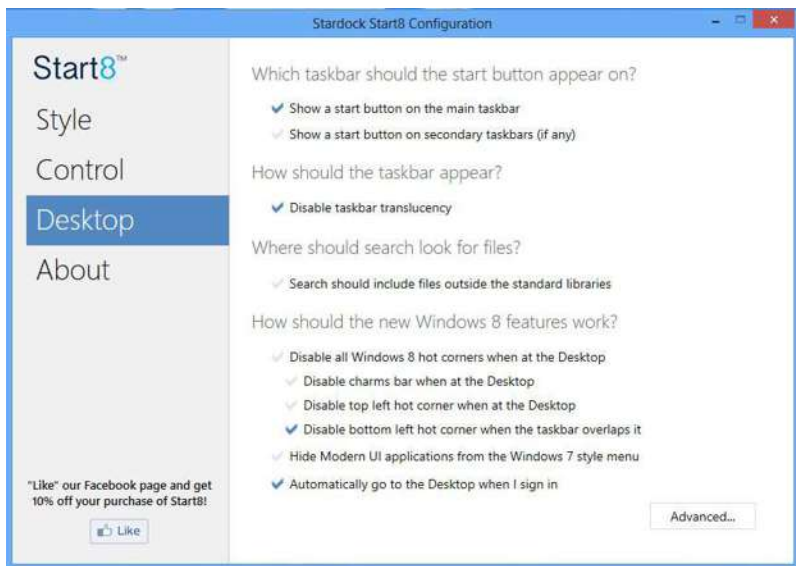 Stardock Start8 Configuration
Start8™
Style
Control
Desktop
About
"Like" our Facebook page and get
10% off your purchase of Start8!
Like
Which taskbar should the start button appear on?
Show a start button on the main taskbar
Show a start button on secondary taskbars (if any)
How should the taskbar appear?
Disable taskbar translucency
Where should search look for files?
Search should include files outside the standard libraries
How should the new Windows 8 features work?
Disable all Windows 8 hot corners when at the Desktop
Disable charms bar when at the Desktop
Disable top left hot corner when at the Desktop
Disable bottom left hot corner when the taskbar overlaps it
Hide Modern UI applications from the Windows 7 style menu
Automatically go to the Desktop when I sign in
Advanced...